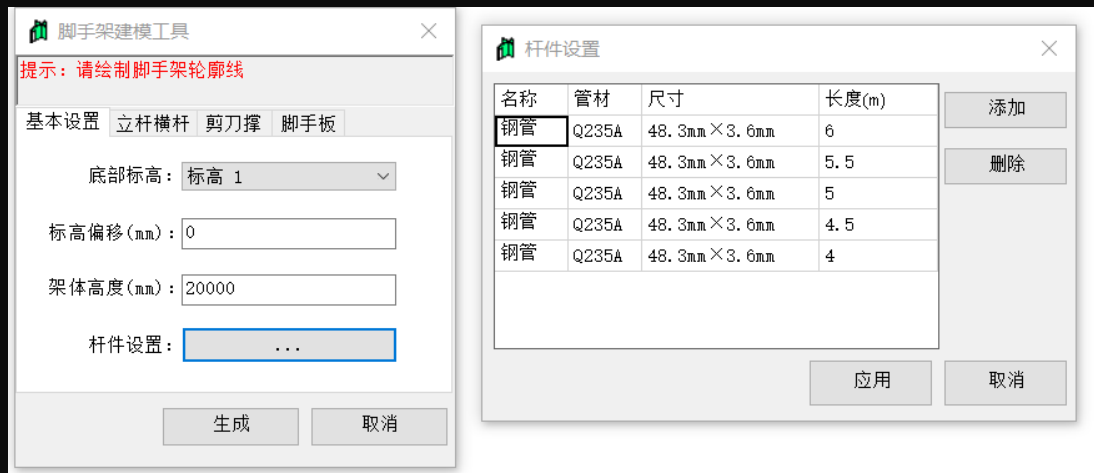 脚手架建模工具
提示：请绘制脚手架轮廓线
基本设置 立杆横杆 剪刀撑 脚手板
底部标高： 标高 1
标高偏移(mm)： 0
架体高度(mm)： 20000
杆件设置： ...
生成 取消
杆件设置
名称 管材 尺寸 长度(m)
钢管 Q235A 48.3mm×3.6mm 6
钢管 Q235A 48.3mm×3.6mm 5.5
钢管 Q235A 48.3mm×3.6mm 5
钢管 Q235A 48.3mm×3.6mm 4.5
钢管 Q235A 48.3mm×3.6mm 4
添加
删除
应用 取消